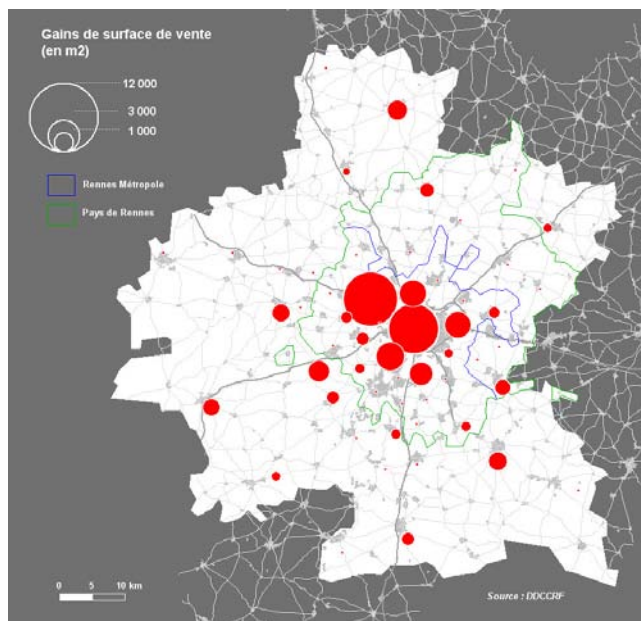 Gains de surface de vente
(en m2)
12 000
3 000
1 000
Rennes Métropole
Pays de Rennes
0 5 10 km
Source : DDCCRF